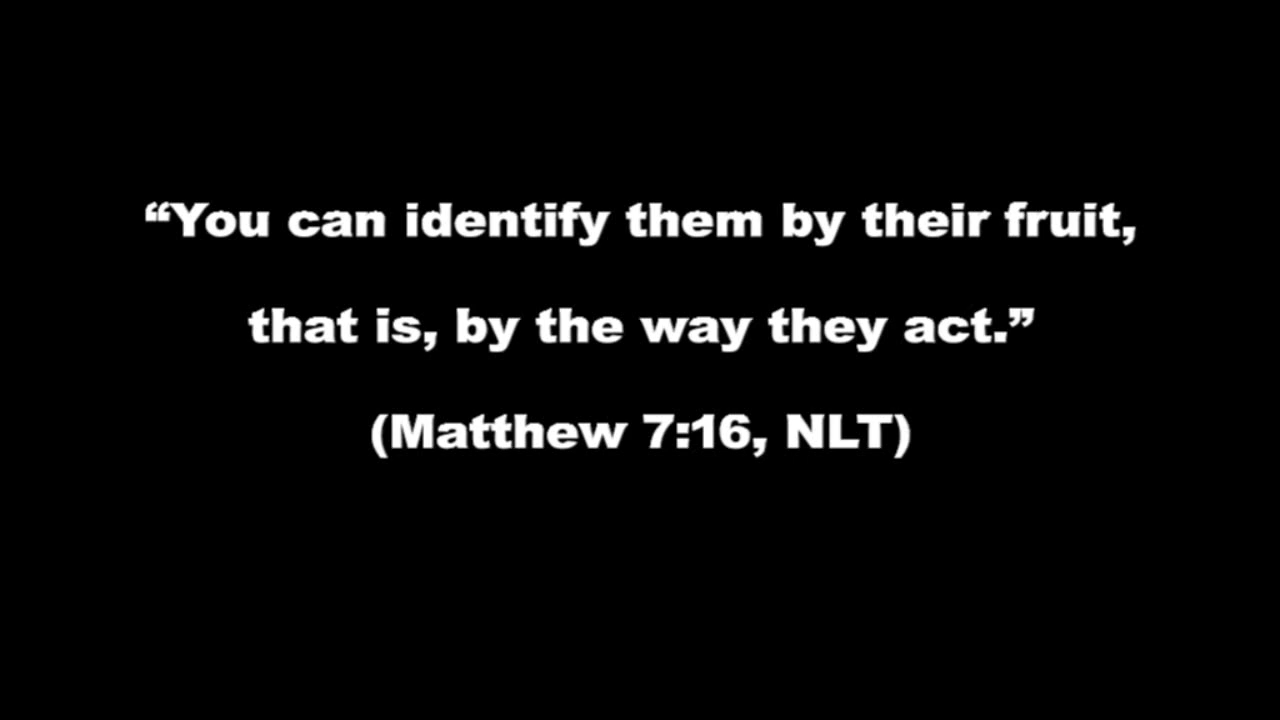 “You can identify them by their fruit,
that is, by the way they act.”
(Matthew 7:16, NLT)